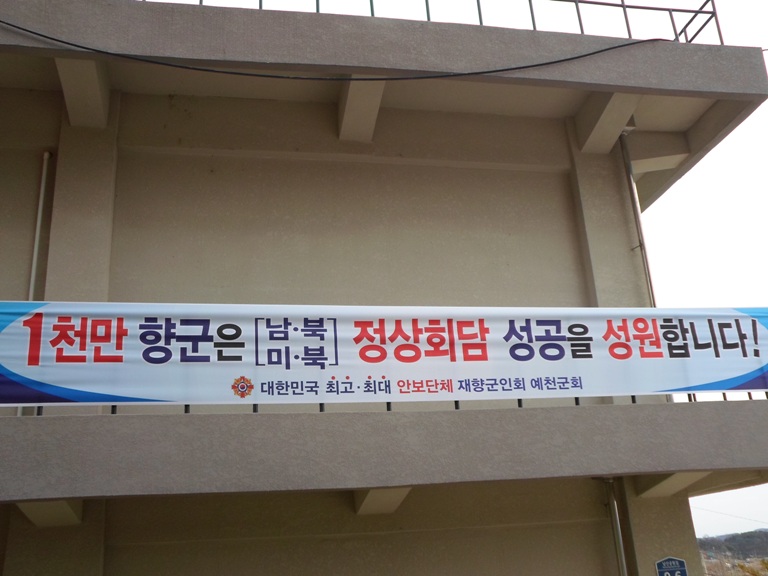 1천만 향군은 [남·북 미·북] 정상회담 성공을 성원합니다!
대한민국 최고·최대 안보단체 재향군인회 예천군회